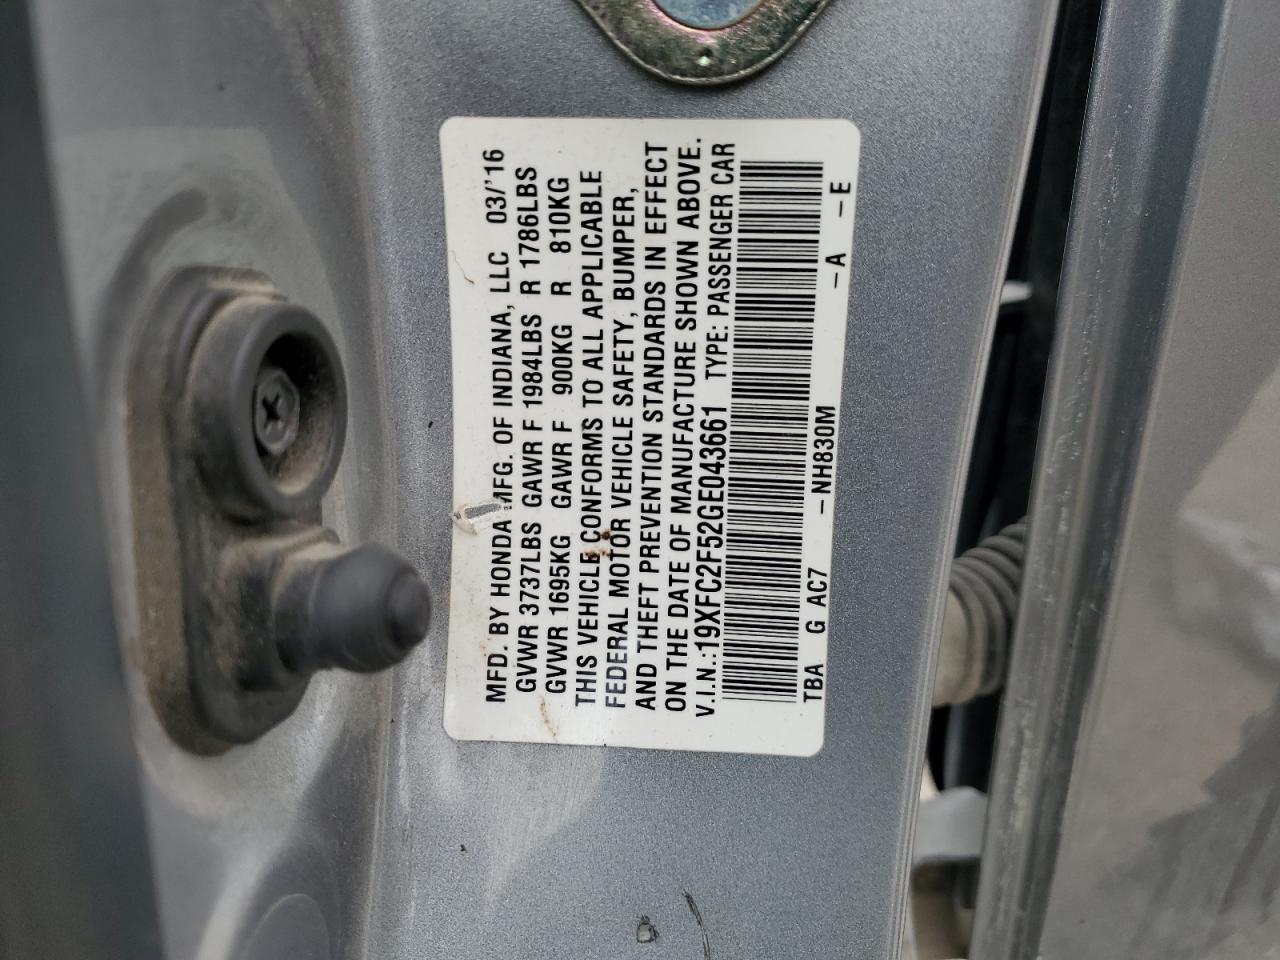 MFD. BY HONDA MFG. OF INDIANA, LLC 03/'16
GVWR 3737LBS GAWR F 1984LBS R 1786LBS
GVWR 1695KG GAWR F 900KG R 810KG
THIS VEHICLE CONFORMS TO ALL APPLICABLE
FEDERAL MOTOR VEHICLE SAFETY, BUMPER,
AND THEFT PREVENTION STANDARDS IN EFFECT
ON THE DATE OF MANUFACTURE SHOWN ABOVE.
V.I.N.:19XFC2F52GE043661 TYPE: PASSENGER CAR
TBA G AC7 -NH830M -A -E